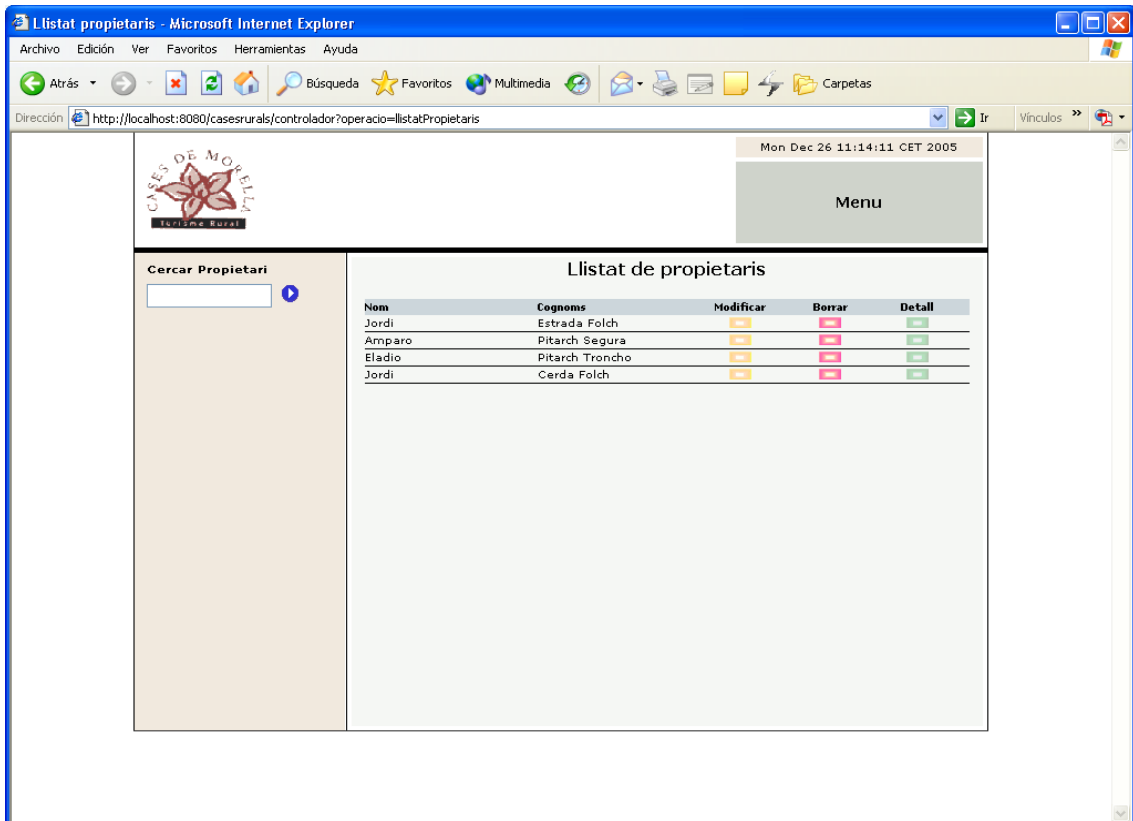 Llistat propietaris - Microsoft Internet Explorer
Archivo Edición Ver Favoritos Herramientas Ayuda
Atrás Búsqueda Favoritos Multimedia Carpetas
Dirección http://localhost:8080/casesrurals/controlador?operacio=llistatPropietaris Ir Vínculos »
CASES DE MORELLA
Turisme Rural
Mon Dec 26 11:14:11 CET 2005
Menu
Cercar Propietari
Llistat de propietaris
Nom Cognoms Modificar Borrar Detall
Jordi Estrada Folch
Amparo Pitarch Segura
Eladio Pitarch Troncho
Jordi Cerda Folch